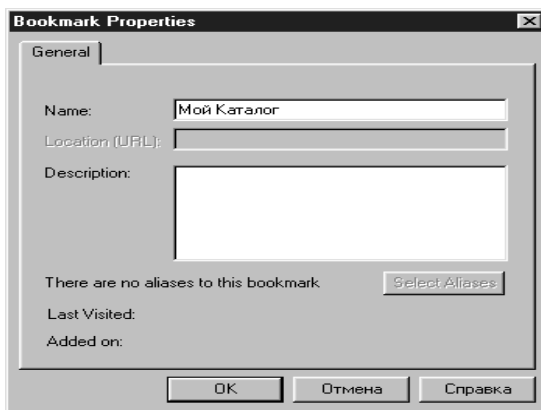 Bookmark Properties
General
Name: Мой Каталог
Location (URL):
Description:
There are no aliases to this bookmark Select Aliases
Last Visited:
Added on:
OK Отмена Справка